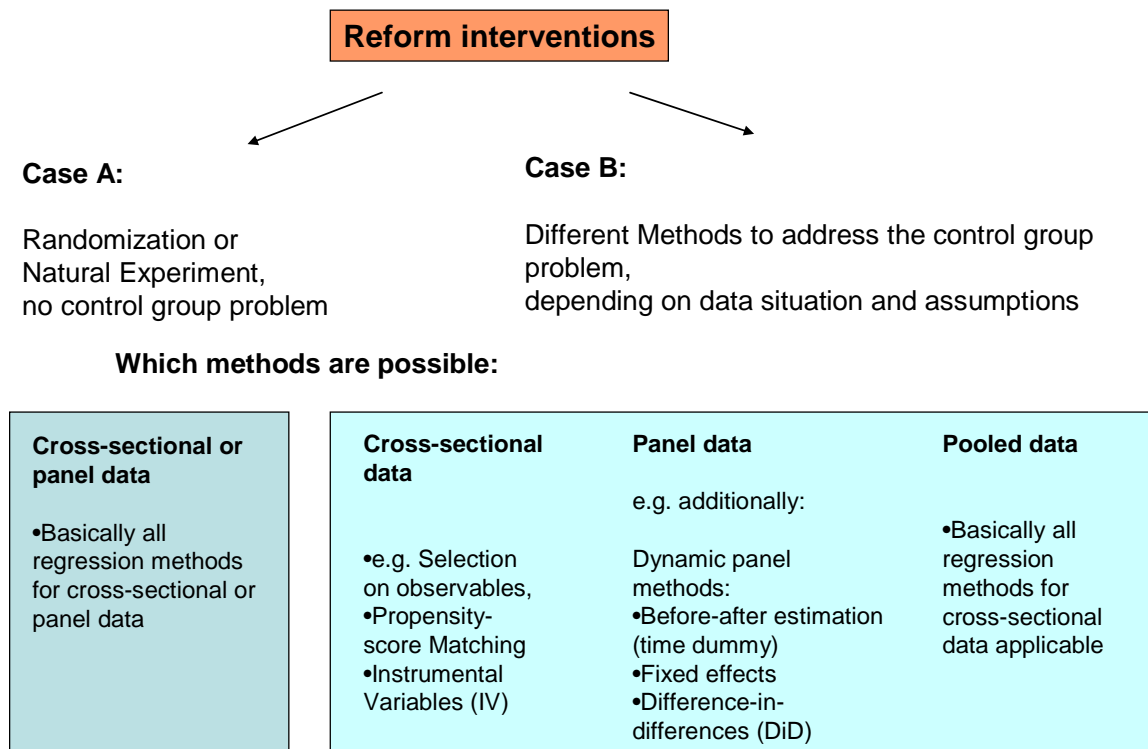 Reform interventions
Case A:
Randomization or
Natural Experiment,
no control group problem
Case B:
Different Methods to address the control group
problem,
depending on data situation and assumptions
Which methods are possible:
Cross-sectional or
panel data
•Basically all
regression methods
for cross-sectional or
panel data
Cross-sectional
data
•e.g. Selection
on observables,
•Propensity-
score Matching
•Instrumental
Variables (IV)
Panel data
e.g. additionally:
Dynamic panel
methods:
•Before-after estimation
(time dummy)
•Fixed effects
•Difference-in-
differences (DiD)
Pooled data
•Basically all
regression
methods for
cross-sectional
data applicable